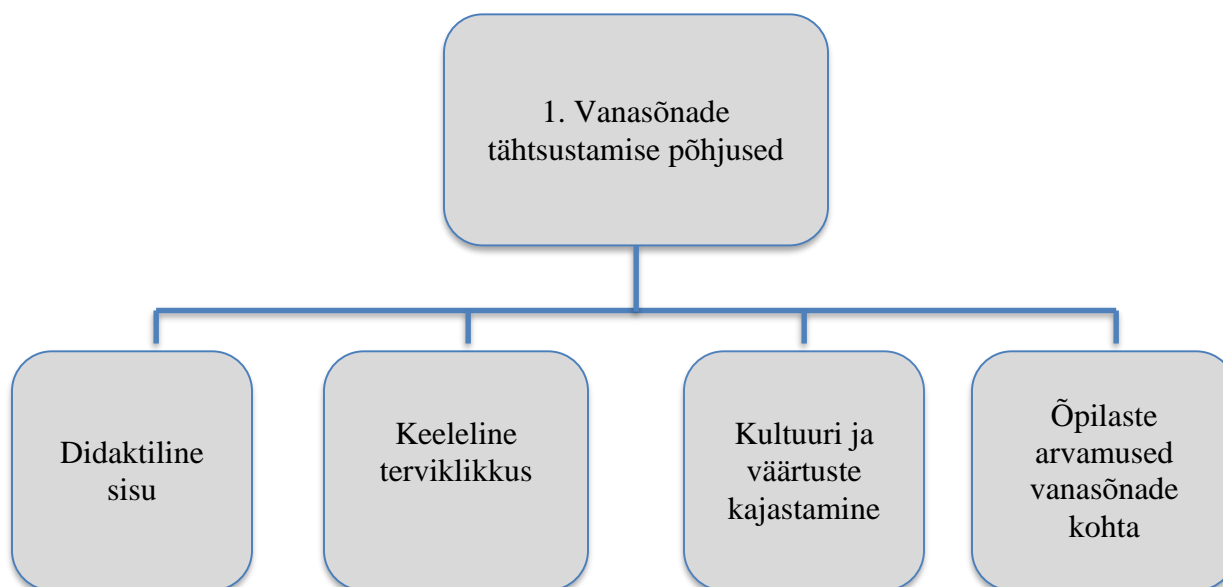 1. Vanasõnade
tähtsustamise põhjused
Didaktiline
sisu
Keeleline
terviklikkus
Kultuuri ja
väärtuste
kajastamine
Õpilaste
arvamused
vanasõnade
kohta